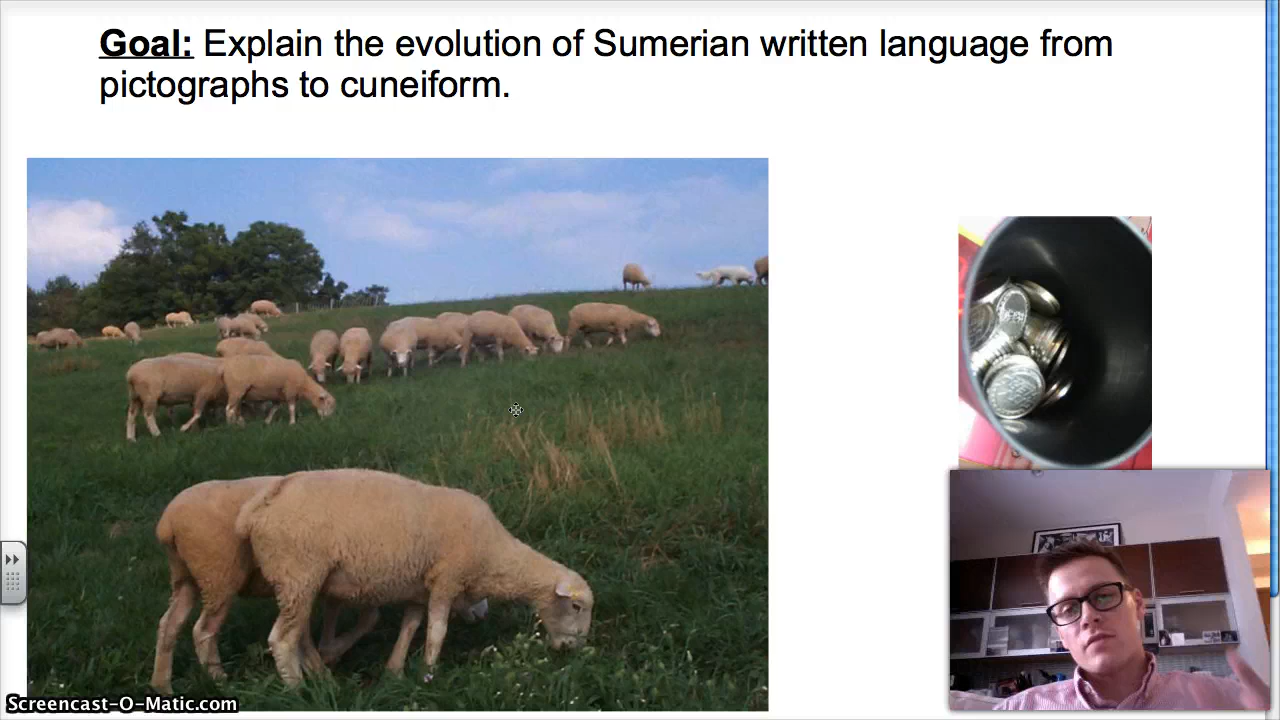 Goal: Explain the evolution of Sumerian written language from
pictographs to cuneiform.
Screencast-O-Matic.com